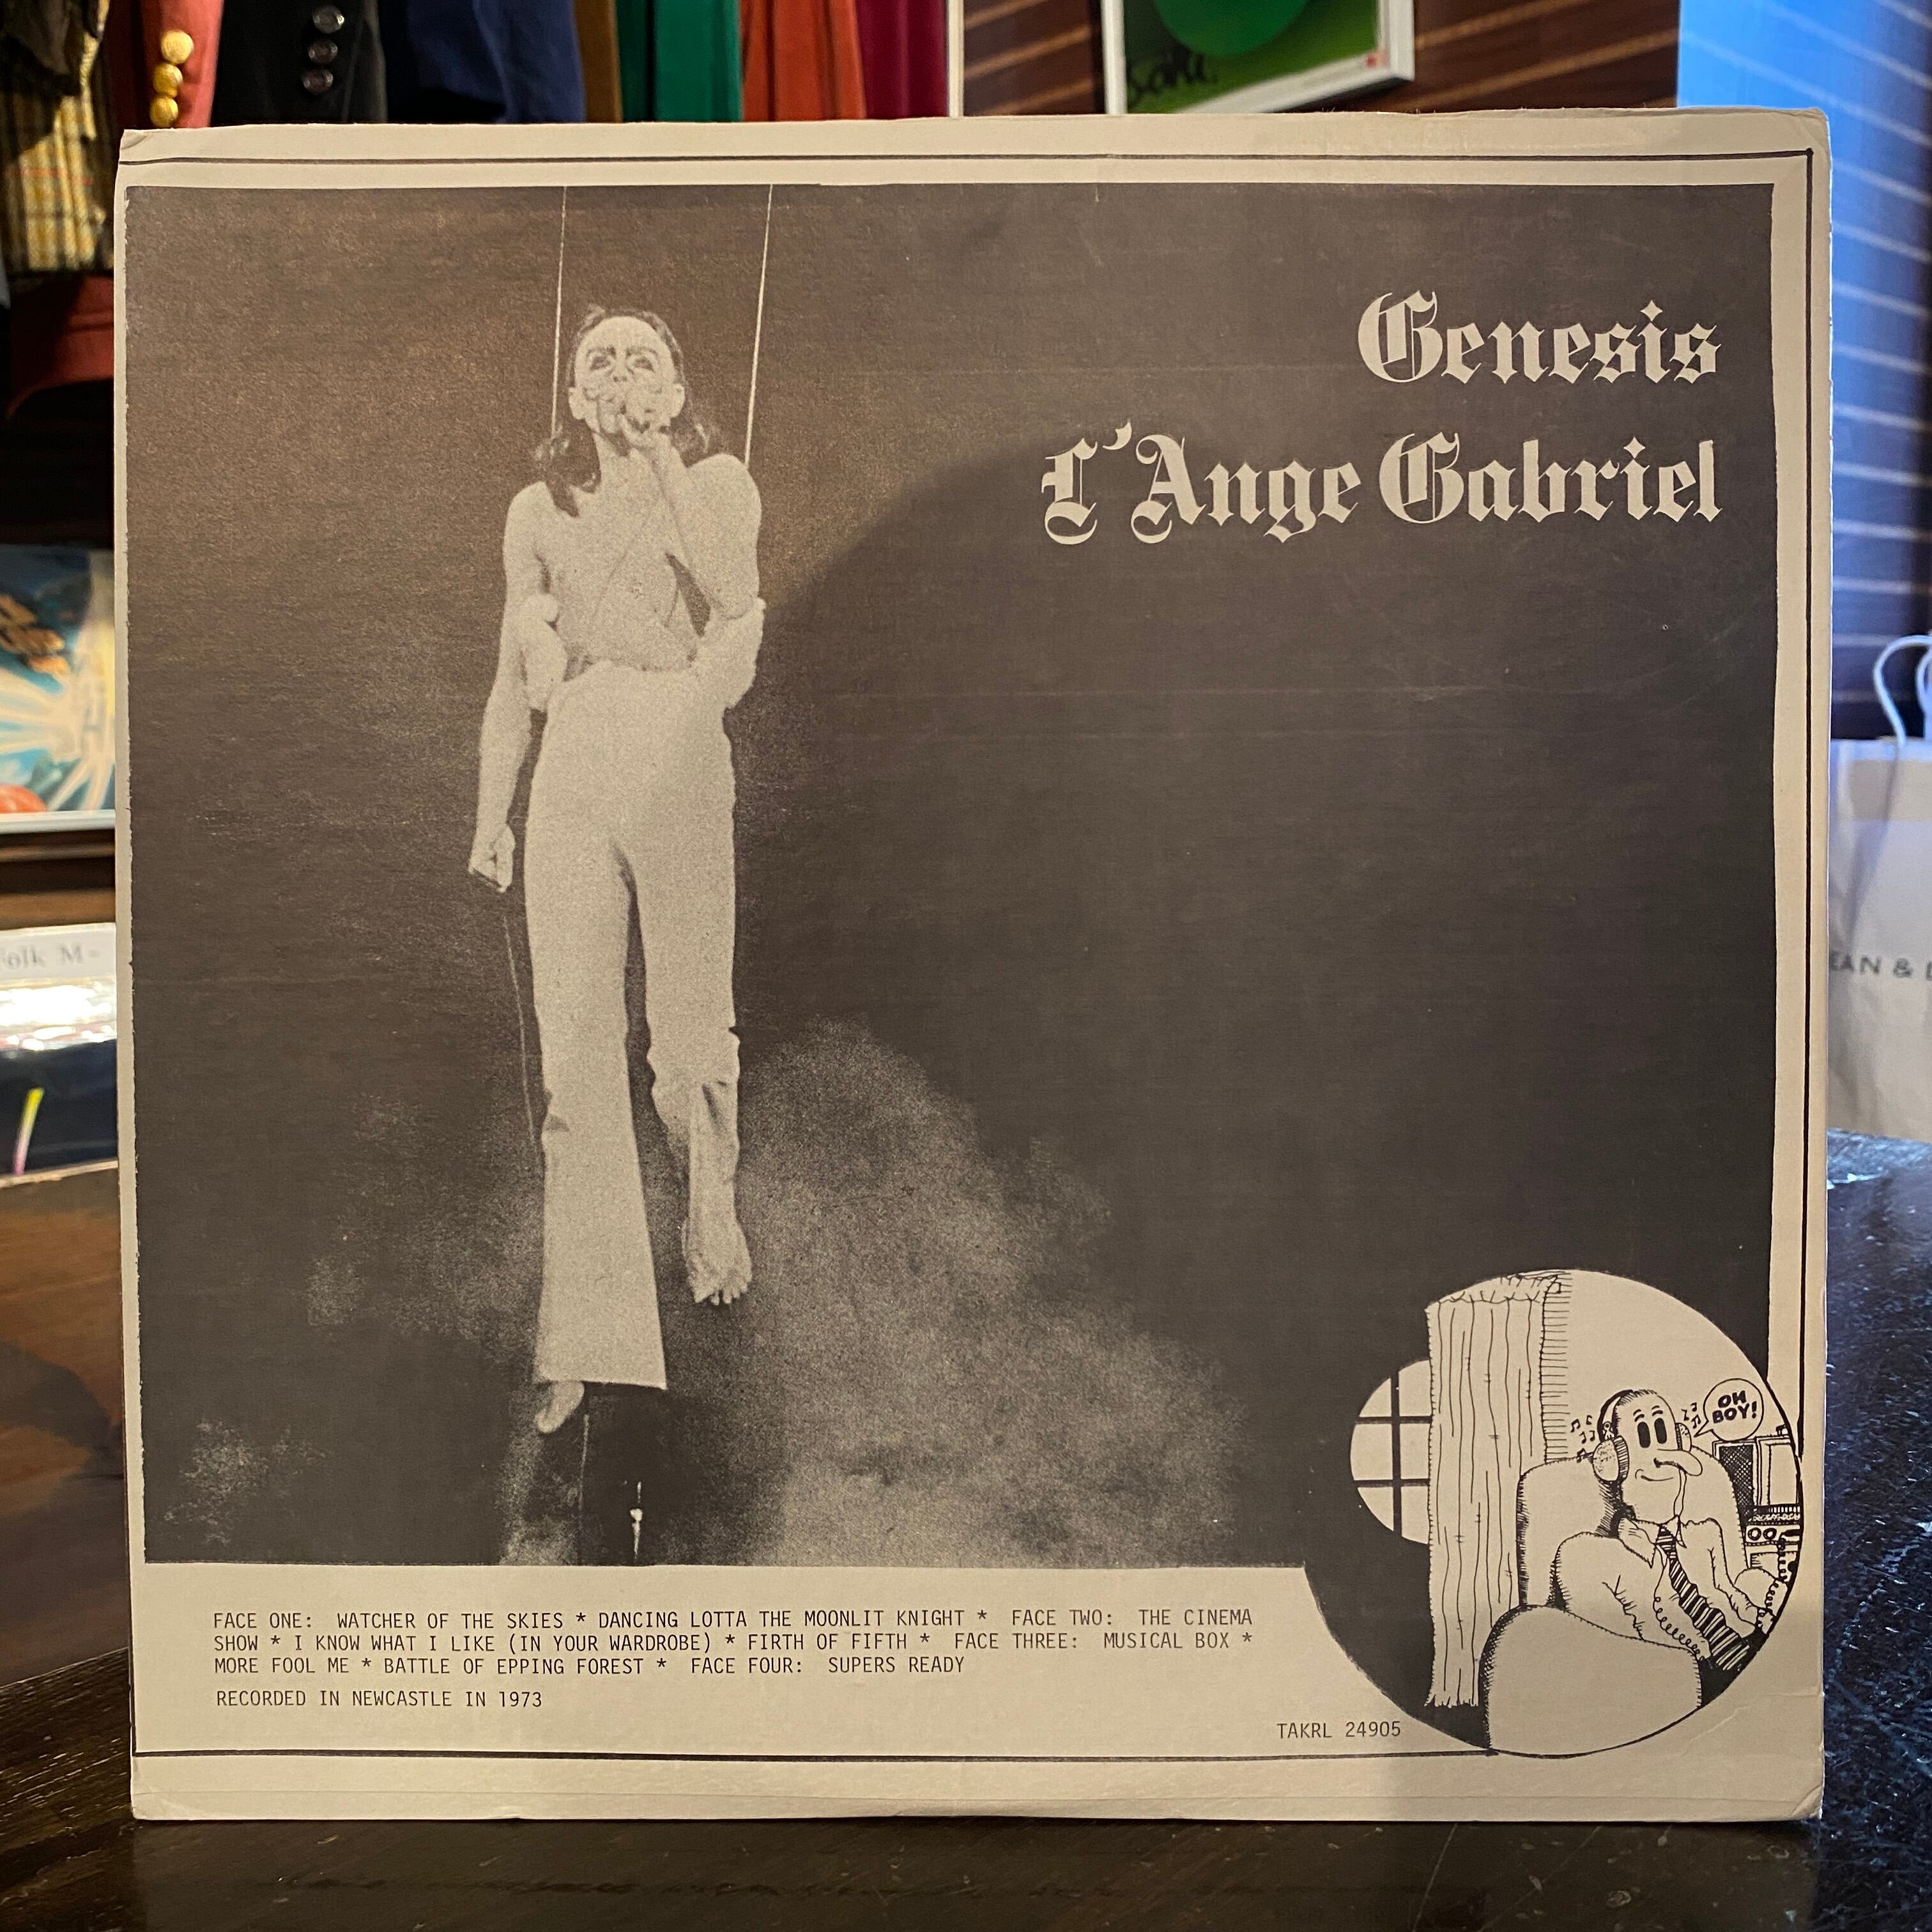 Genesis
L'Ange Gabriel
OH
BOY!
FACE ONE: WATCHER OF THE SKIES * DANCING LOTTA THE MOONLIT KNIGHT * FACE TWO: THE CINEMA
SHOW * I KNOW WHAT I LIKE (IN YOUR WARDROBE) * FIRTH OF FIFTH * FACE THREE: MUSICAL BOX *
MORE FOOL ME * BATTLE OF EPPING FOREST * FACE FOUR: SUPERS READY
RECORDED IN NEWCASTLE IN 1973
TAKRL 24905
Folk M-
EAN &